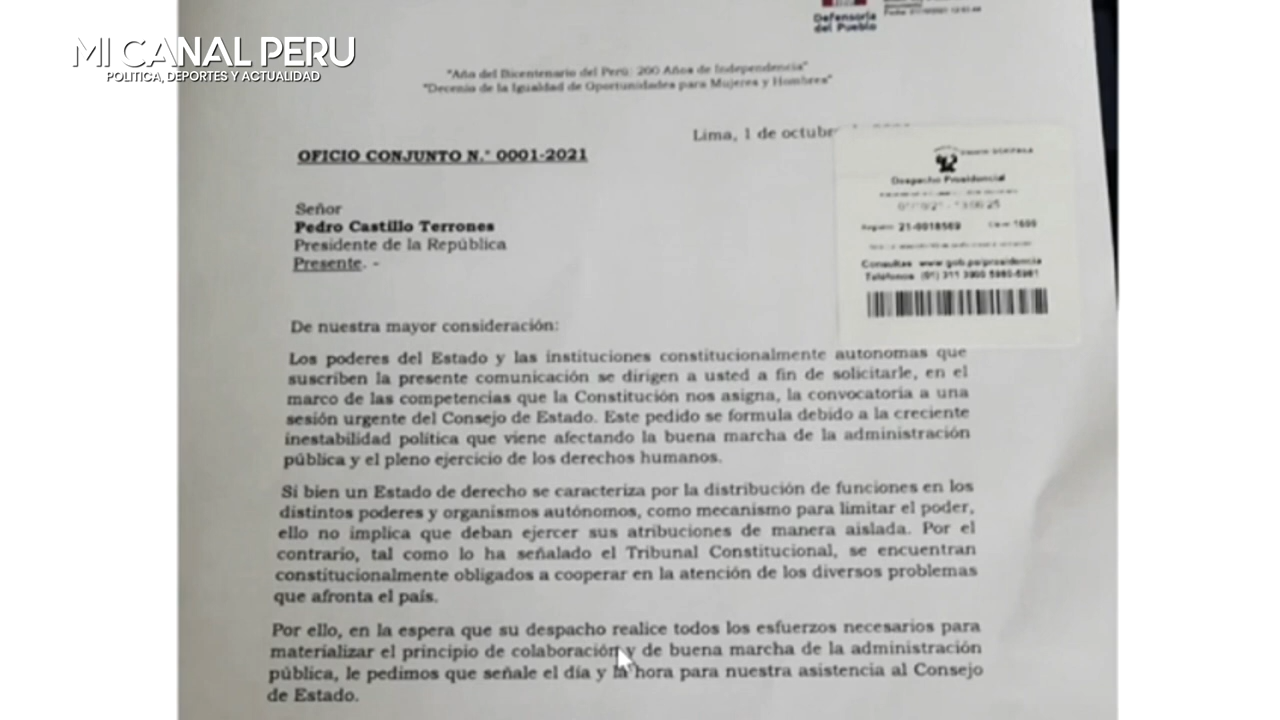 MI CANAL PERU
POLITICA, DEPORTES Y ACTUALIDAD
Defensoría
del Pueblo
"Año del Bicentenario del Perú: 200 Años de Independencia"
"Decenio de la Igualdad de Oportunidades para Mujeres y Hombres"
Lima, 1 de octubre
OFICIO CONJUNTO N.° 0001-2021
Despacho Presidencial
Registro: 21-0018569
Consultas: www.gob.pe/presidencia
Teléfonos: (01) 311 3900
Señor
Pedro Castillo Terrones
Presidente de la República
Presente. -
De nuestra mayor consideración:
Los poderes del Estado y las instituciones constitucionalmente autonomas que
suscriben la presente comunicación se dirigen a usted a fin de solicitarle, en el
marco de las competencias que la Constitución nos asigna, la convocatoria a una
sesión urgente del Consejo de Estado. Este pedido se formula debido a la creciente
inestabilidad política que viene afectando la buena marcha de la administración
pública y el pleno ejercicio de los derechos humanos.
Si bien un Estado de derecho se caracteriza por la distribución de funciones en los
distintos poderes y organismos autónomos, como mecanismo para limitar el poder,
ello no implica que deban ejercer sus atribuciones de manera aislada. Por el
contrario, tal como lo ha señalado el Tribunal Constitucional, se encuentran
constitucionalmente obligados a cooperar en la atención de los diversos problemas
que afronta el país.
Por ello, en la espera que su despacho realice todos los esfuerzos necesarios para
materializar el principio de colaboración y de buena marcha de la administración
pública, le pedimos que señale el día y la hora para nuestra asistencia al Consejo
de Estado.